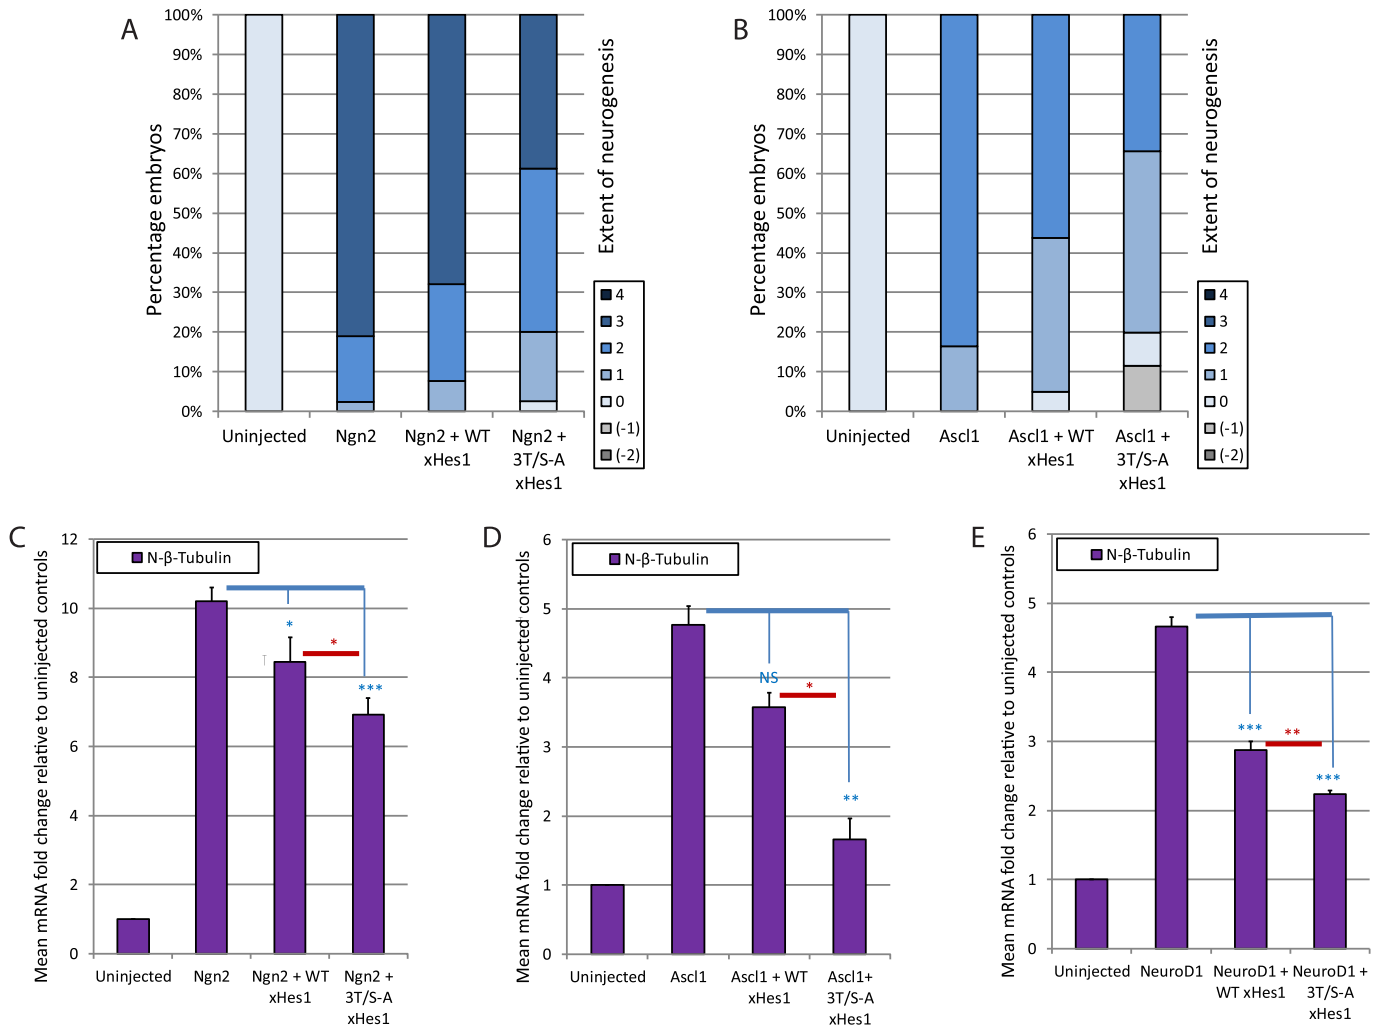 A
Percentage embryos
100%
90%
80%
70%
60%
50%
40%
30%
20%
10%
0%
Uninjected
Ngn2
Ngn2 + WT
xHes1
Ngn2 +
3T/S-A
xHes1
Extent of neurogenesis
4
3
2
1
0
(-1)
(-2)
B
Percentage embryos
100%
90%
80%
70%
60%
50%
40%
30%
20%
10%
0%
Uninjected
Ascl1
Ascl1 + WT
xHes1
Ascl1 +
3T/S-A
xHes1
Extent of neurogenesis
4
3
2
1
0
(-1)
(-2)
C
Mean mRNA fold change relative to uninjected controls
12
10
8
6
4
2
0
N-β-Tubulin
*
*
***
Uninjected
Ngn2
Ngn2 + WT
xHes1
Ngn2 +
3T/S-A
xHes1
D
Mean mRNA fold change relative to uninjected controls
6
5
4
3
2
1
0
N-β-Tubulin
NS
*
**
Uninjected
Ascl1
Ascl1 + WT
xHes1
Ascl1+
3T/S-A
xHes1
E
Mean mRNA fold change relative to uninjected controls
6
5
4
3
2
1
0
N-β-Tubulin
***
**
***
Uninjected
NeuroD1
NeuroD1 +
WT xHes1
NeuroD1 +
3T/S-A
xHes1